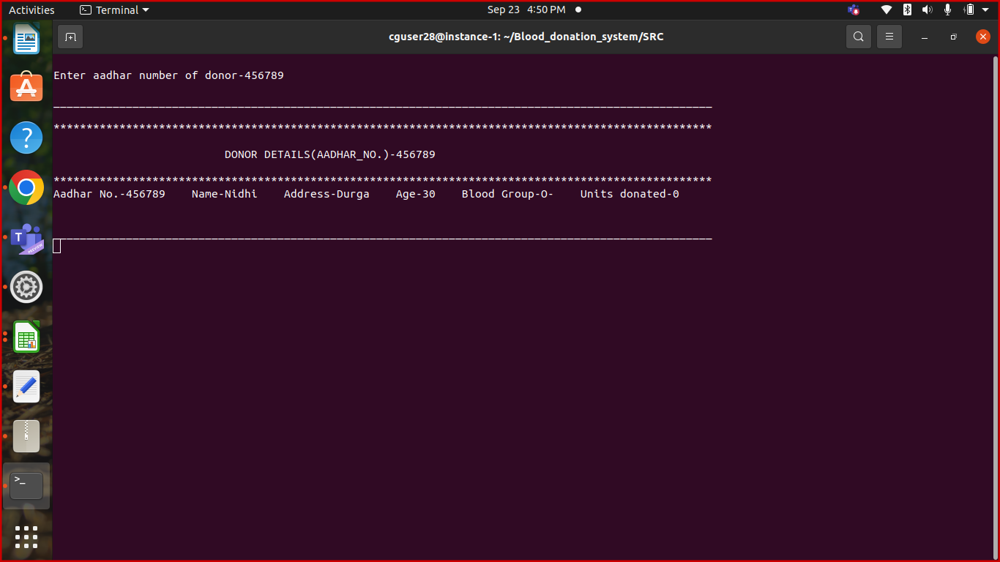 Activities Terminal Sep 23 4:50 PM
cguser28@instance-1: ~/Blood_donation_system/SRC
Enter aadhar number of donor-456789
____________________________________________________________________________________________________
****************************************************************************************************
DONOR DETAILS(AADHAR_NO.)-456789
****************************************************************************************************
Aadhar No.-456789    Name-Nidhi    Address-Durga    Age-30    Blood Group-O-    Units donated-0
____________________________________________________________________________________________________